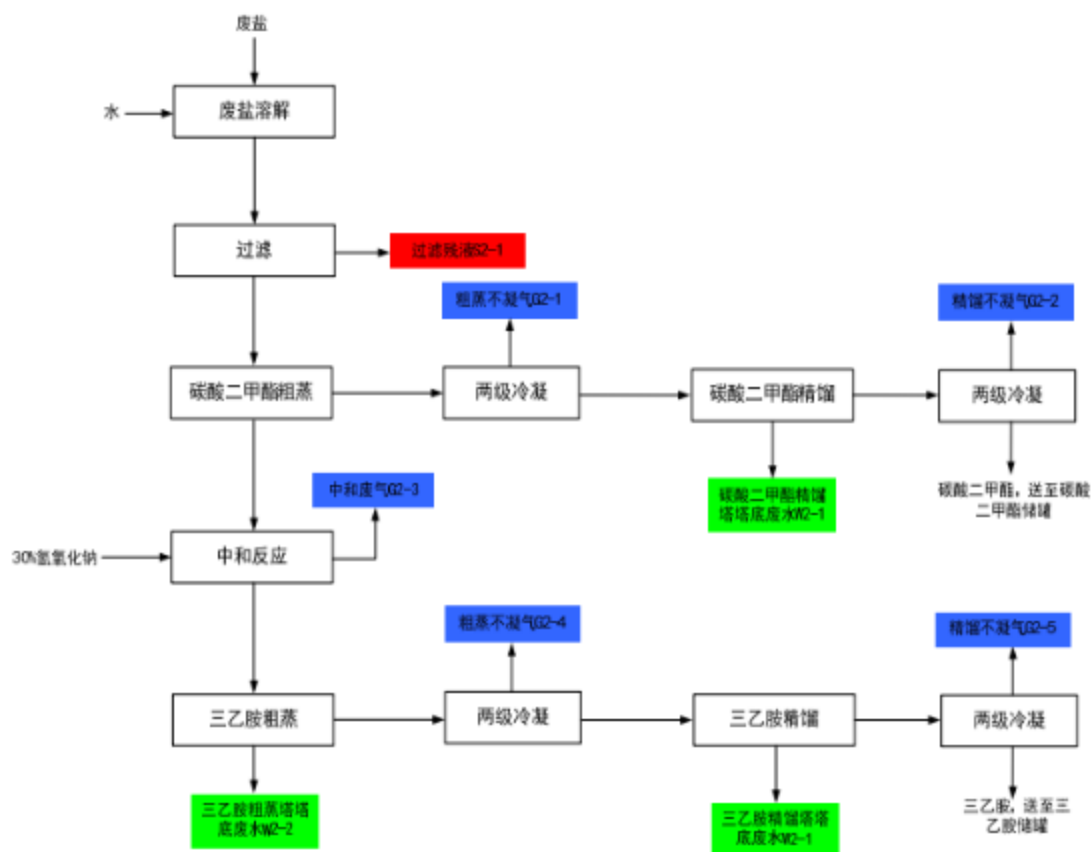 废盐
水
废盐溶解
过滤
过滤残液S2-1
粗蒸不凝气G2-1
精馏不凝气G2-2
碳酸二甲酯粗蒸
两级冷凝
碳酸二甲酯精馏
两级冷凝
中和废气G2-3
碳酸二甲酯精馏
塔塔底废水W2-1
碳酸二甲酯，送至碳酸
二甲酯储罐
30%氢氧化钠
中和反应
粗蒸不凝气G2-4
精馏不凝气G2-5
三乙胺粗蒸
两级冷凝
三乙胺精馏
两级冷凝
三乙胺粗蒸塔塔
底废水W2-2
三乙胺精馏塔塔
底废水W2-1
三乙胺，送至三
乙胺储罐